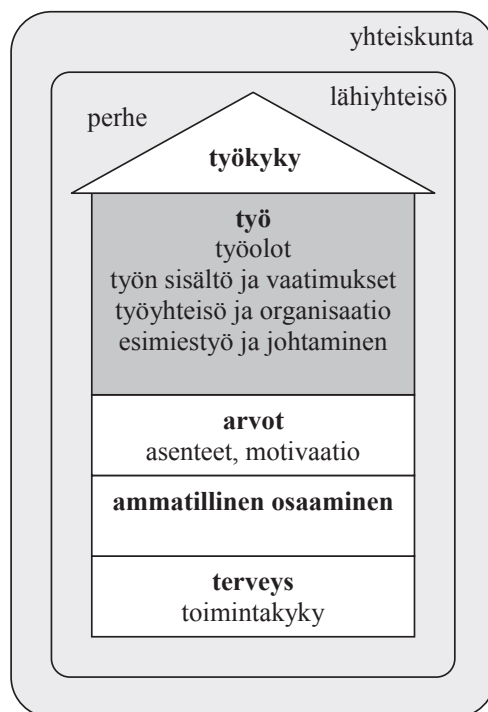 yhteiskunta
lähiyhteisö
perhe
työkyky
työ
työolot
työn sisältö ja vaatimukset
työyhteisö ja organisaatio
esimiestyö ja johtaminen
arvot
asenteet, motivaatio
ammatillinen osaaminen
terveys
toimintakyky